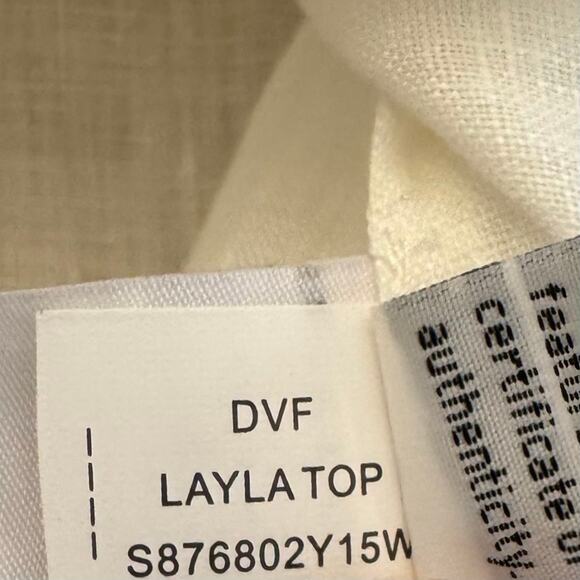 DVF
LAYLA TOP
S876802Y15W
certificate
authenticity.